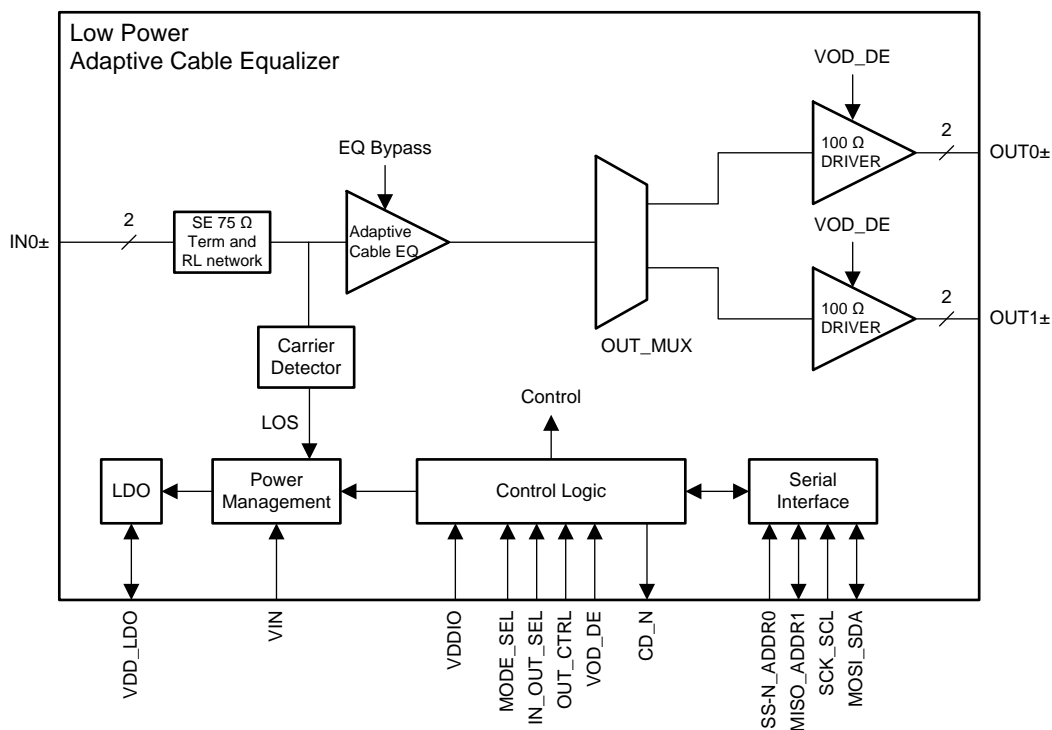 Low Power
Adaptive Cable Equalizer
VOD_DE
100 Ω
DRIVER
2
OUT0±
EQ Bypass
2
IN0±
SE 75 Ω
Term and
RL network
Adaptive
Cable EQ
VOD_DE
100 Ω
DRIVER
2
OUT1±
OUT_MUX
Carrier
Detector
LOS
Control
LDO
Power
Management
Control Logic
Serial
Interface
VDD_LDO
VIN
VDDIO
MODE_SEL
IN_OUT_SEL
OUT_CTRL
VOD_DE
CD_N
SS-N_ADDR0
MISO_ADDR1
SCK_SCL
MOSI_SDA